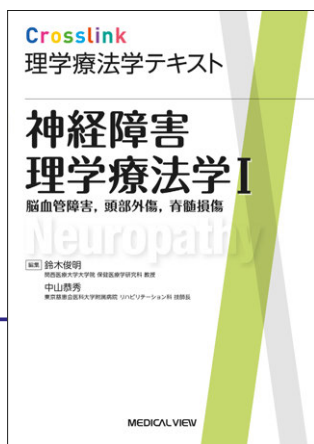 Crosslink
理学療法学テキスト
神経障害
理学療法学Ⅰ
脳血管障害，頭部外傷，脊髄損傷
Neuropathy
編集 鈴木俊明
関西医療大学大学院 保健医療学研究科 教授
中山恭秀
東京慈恵会医科大学附属病院 リハビリテーション科 技師長
MEDICAL VIEW